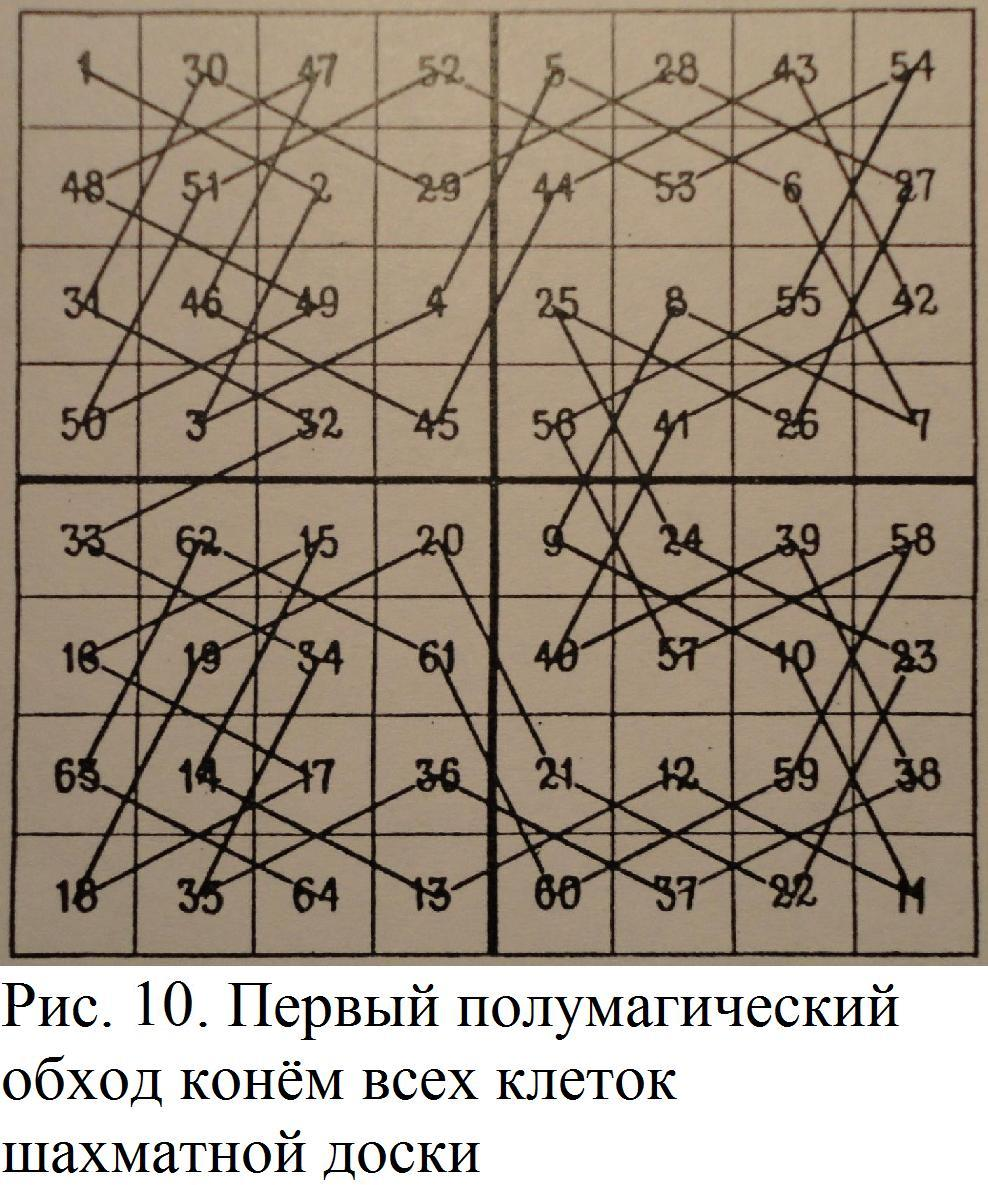 1 30 47 52 5 28 43 54
48 51 2 29 44 53 6 27
31 46 49 4 25 8 55 42
50 3 32 45 56 41 26 7
33 62 15 20 9 24 39 58
16 19 34 61 40 57 10 23
63 14 17 36 21 12 59 38
18 35 64 13 60 37 22 11
Рис. 10. Первый полумагический
обход конём всех клеток
шахматной доски